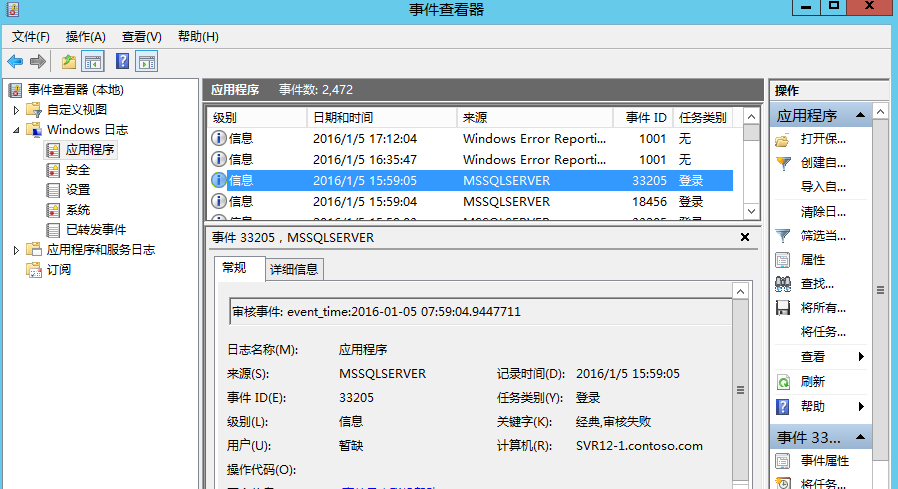 事件查看器
文件(F) 操作(A) 查看(V) 帮助(H)
事件查看器 (本地)
自定义视图
Windows 日志
应用程序
安全
设置
系统
已转发事件
应用程序和服务日志
订阅
应用程序 事件数: 2,472
级别 日期和时间 来源 事件 ID 任务类别
信息 2016/1/5 17:12:04 Windows Error Reporti... 1001 无
信息 2016/1/5 16:35:47 Windows Error Reporti... 1001 无
信息 2016/1/5 15:59:05 MSSQLSERVER 33205 登录
信息 2016/1/5 15:59:04 MSSQLSERVER 18456 登录
事件 33205，MSSQLSERVER
常规 详细信息
审核事件: event_time:2016-01-05 07:59:04.9447711
日志名称(M): 应用程序
来源(S): MSSQLSERVER 记录时间(D): 2016/1/5 15:59:05
事件 ID(E): 33205 任务类别(Y): 登录
级别(L): 信息 关键字(K): 经典,审核失败
用户(U): 暂缺 计算机(R): SVR12-1.contoso.com
操作代码(O):
操作
应用程序
打开保...
创建自...
导入自...
清除日...
筛选当...
属性
查找...
将所有...
将任务...
查看
刷新
帮助
事件 33...
事件属性
将任务...